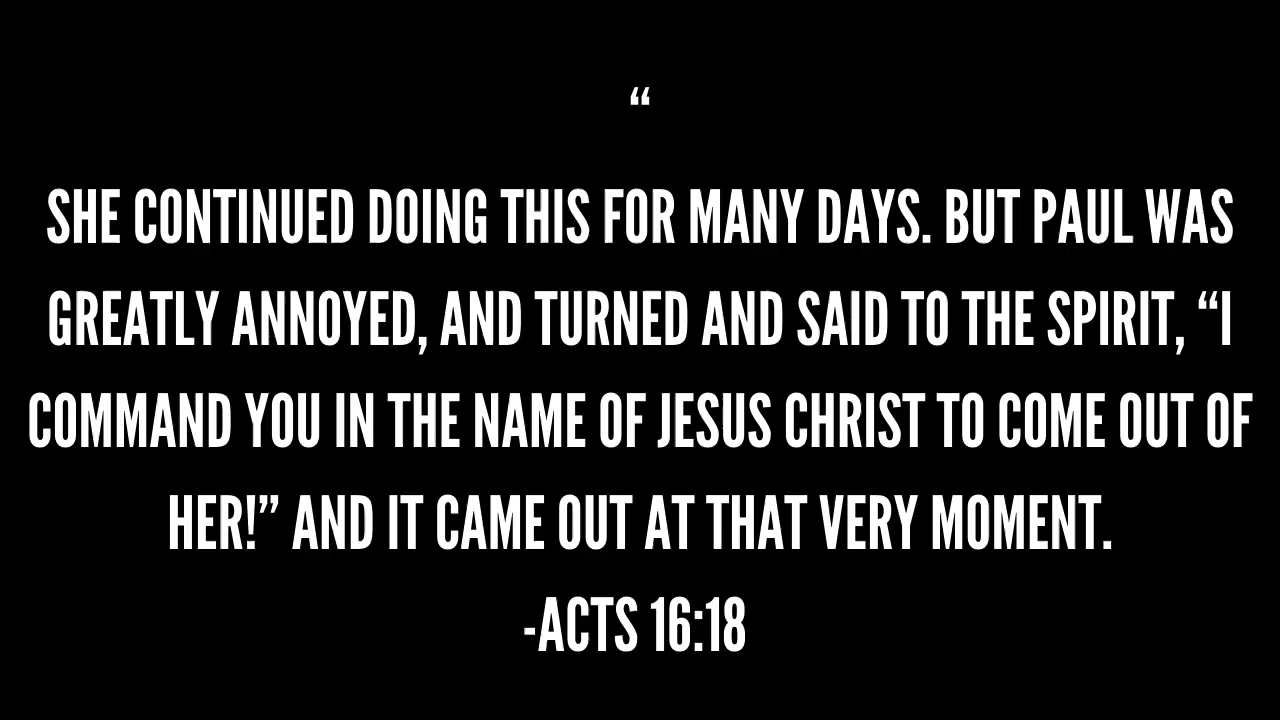 “
SHE CONTINUED DOING THIS FOR MANY DAYS. BUT PAUL WAS
GREATLY ANNOYED, AND TURNED AND SAID TO THE SPIRIT, “I
COMMAND YOU IN THE NAME OF JESUS CHRIST TO COME OUT OF
HER!” AND IT CAME OUT AT THAT VERY MOMENT.
-ACTS 16:18